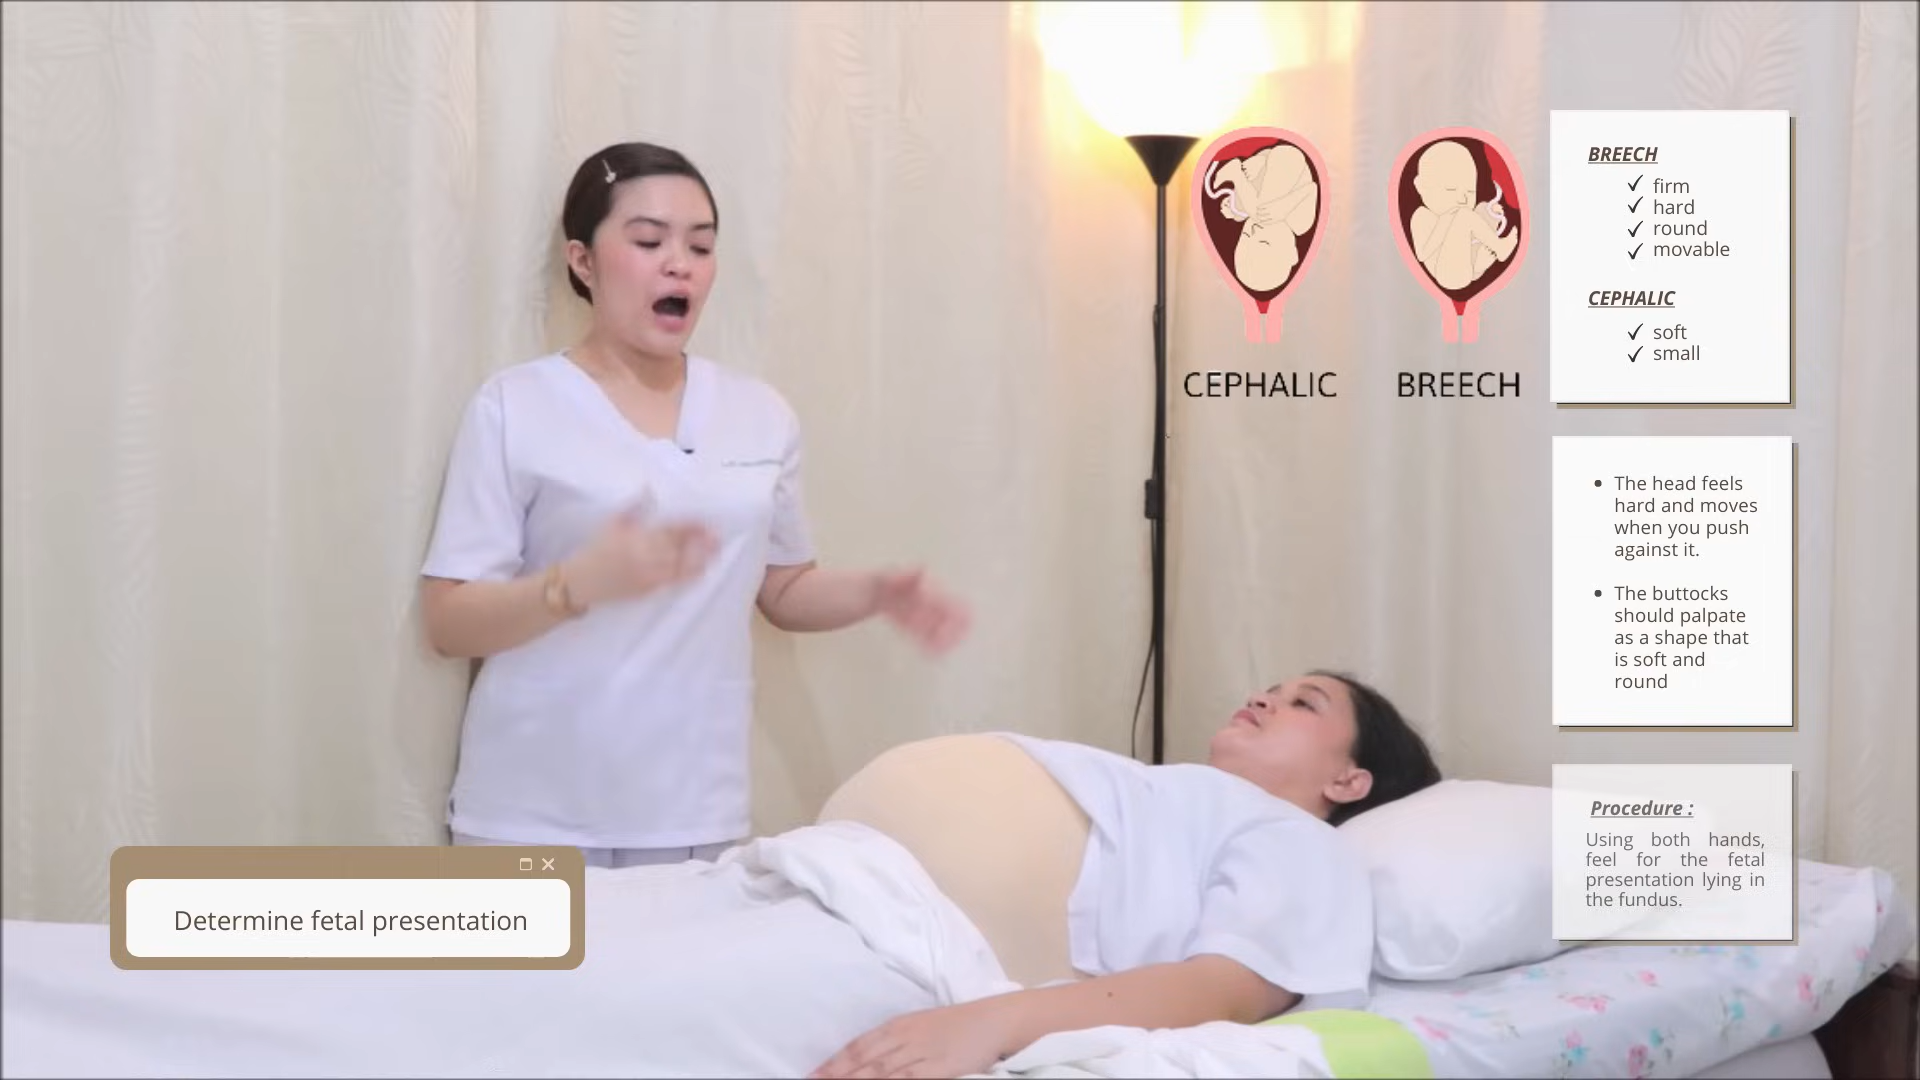 CEPHALIC
BREECH
BREECH
✓ firm
✓ hard
✓ round
✓ movable
CEPHALIC
✓ soft
✓ small
• The head feels
hard and moves
when you push
against it.
• The buttocks
should palpate
as a shape that
is soft and
round
Procedure :
Using both hands,
feel for the fetal
presentation lying in
the fundus.
Determine fetal presentation